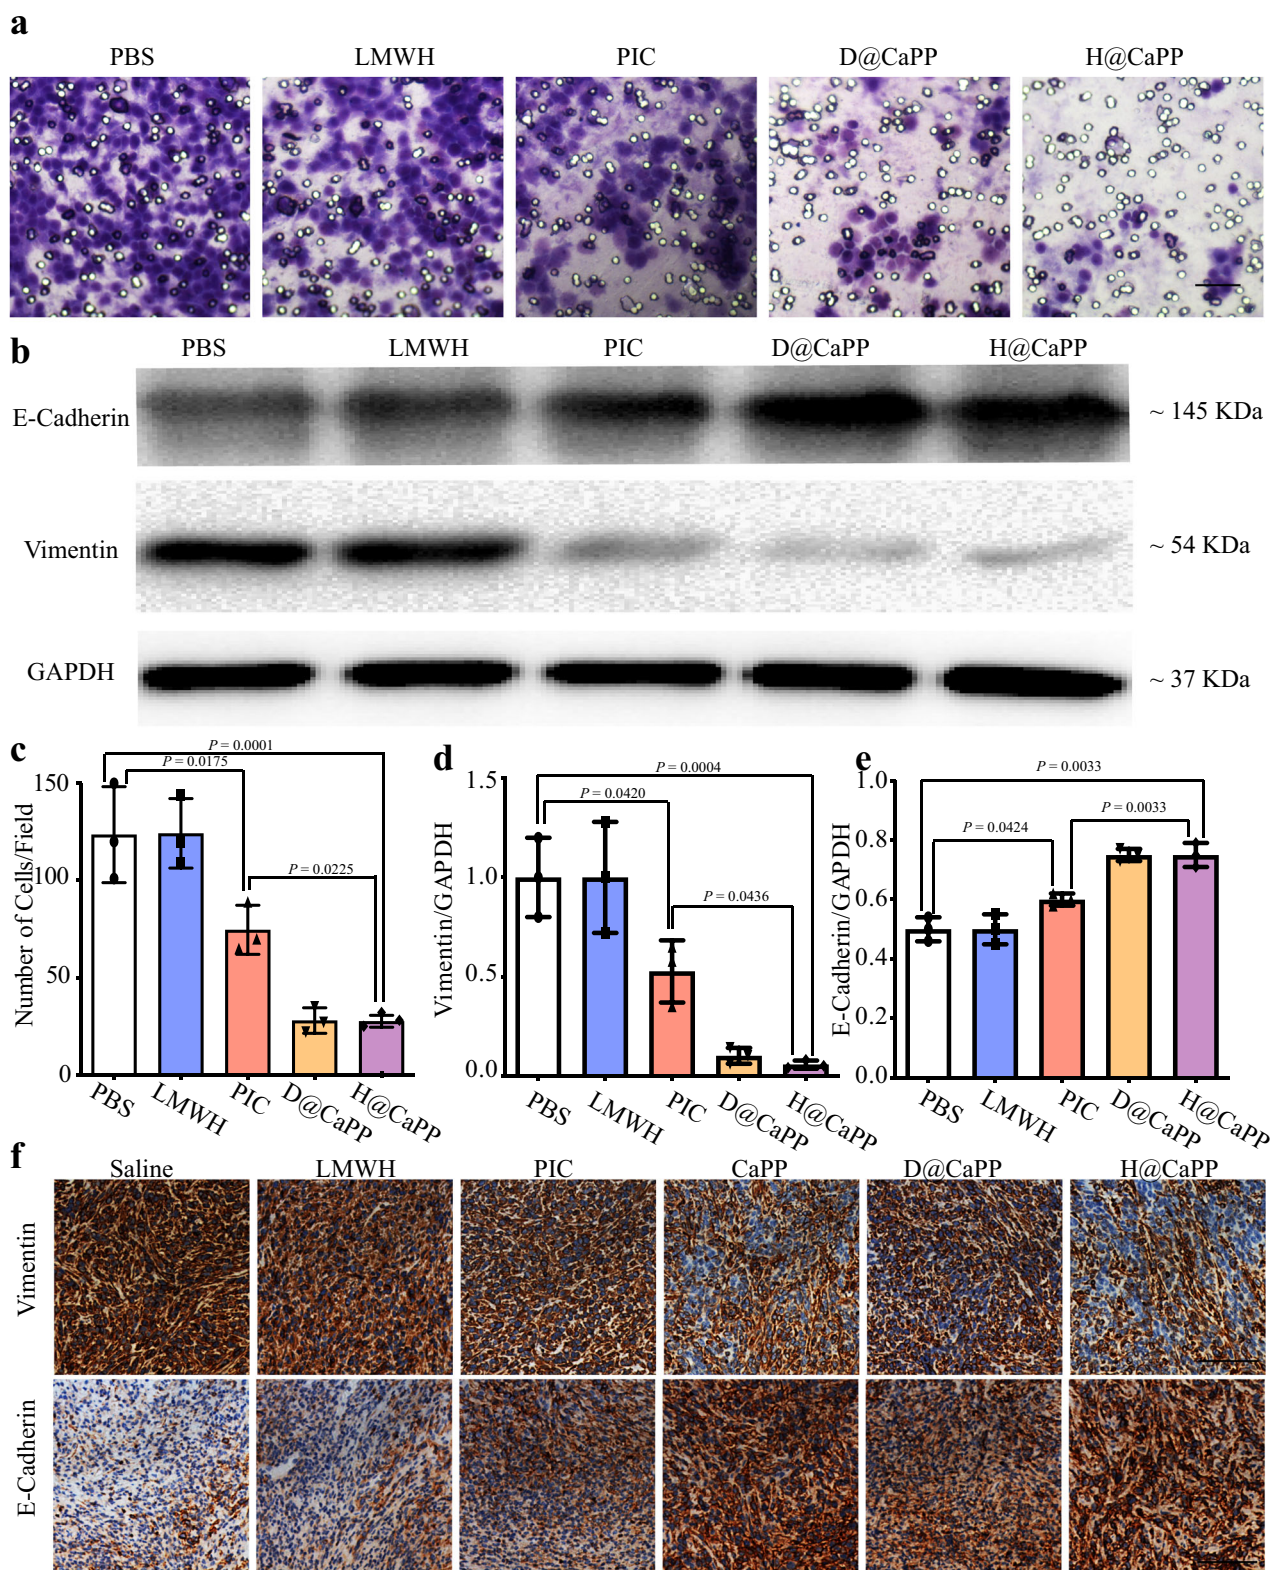 a
PBS LMWH PIC D@CaPP H@CaPP
b
PBS LMWH PIC D@CaPP H@CaPP
E-Cadherin ~ 145 KDa
Vimentin ~ 54 KDa
GAPDH ~ 37 KDa
c
P = 0.0001
P = 0.0175
P = 0.0225
Number of Cells/Field
150
100
50
0
PBS LMWH PIC D@CaPP H@CaPP
d
P = 0.0004
P = 0.0420
P = 0.0436
Vimentin/GAPDH
1.5
1.0
0.5
0.0
PBS LMWH PIC D@CaPP H@CaPP
e
P = 0.0033
P = 0.0033
P = 0.0424
E-Cadherin/GAPDH
1.0
0.8
0.6
0.4
0.2
0.0
PBS LMWH PIC D@CaPP H@CaPP
f
Saline LMWH PIC CaPP D@CaPP H@CaPP
Vimentin
E-Cadherin